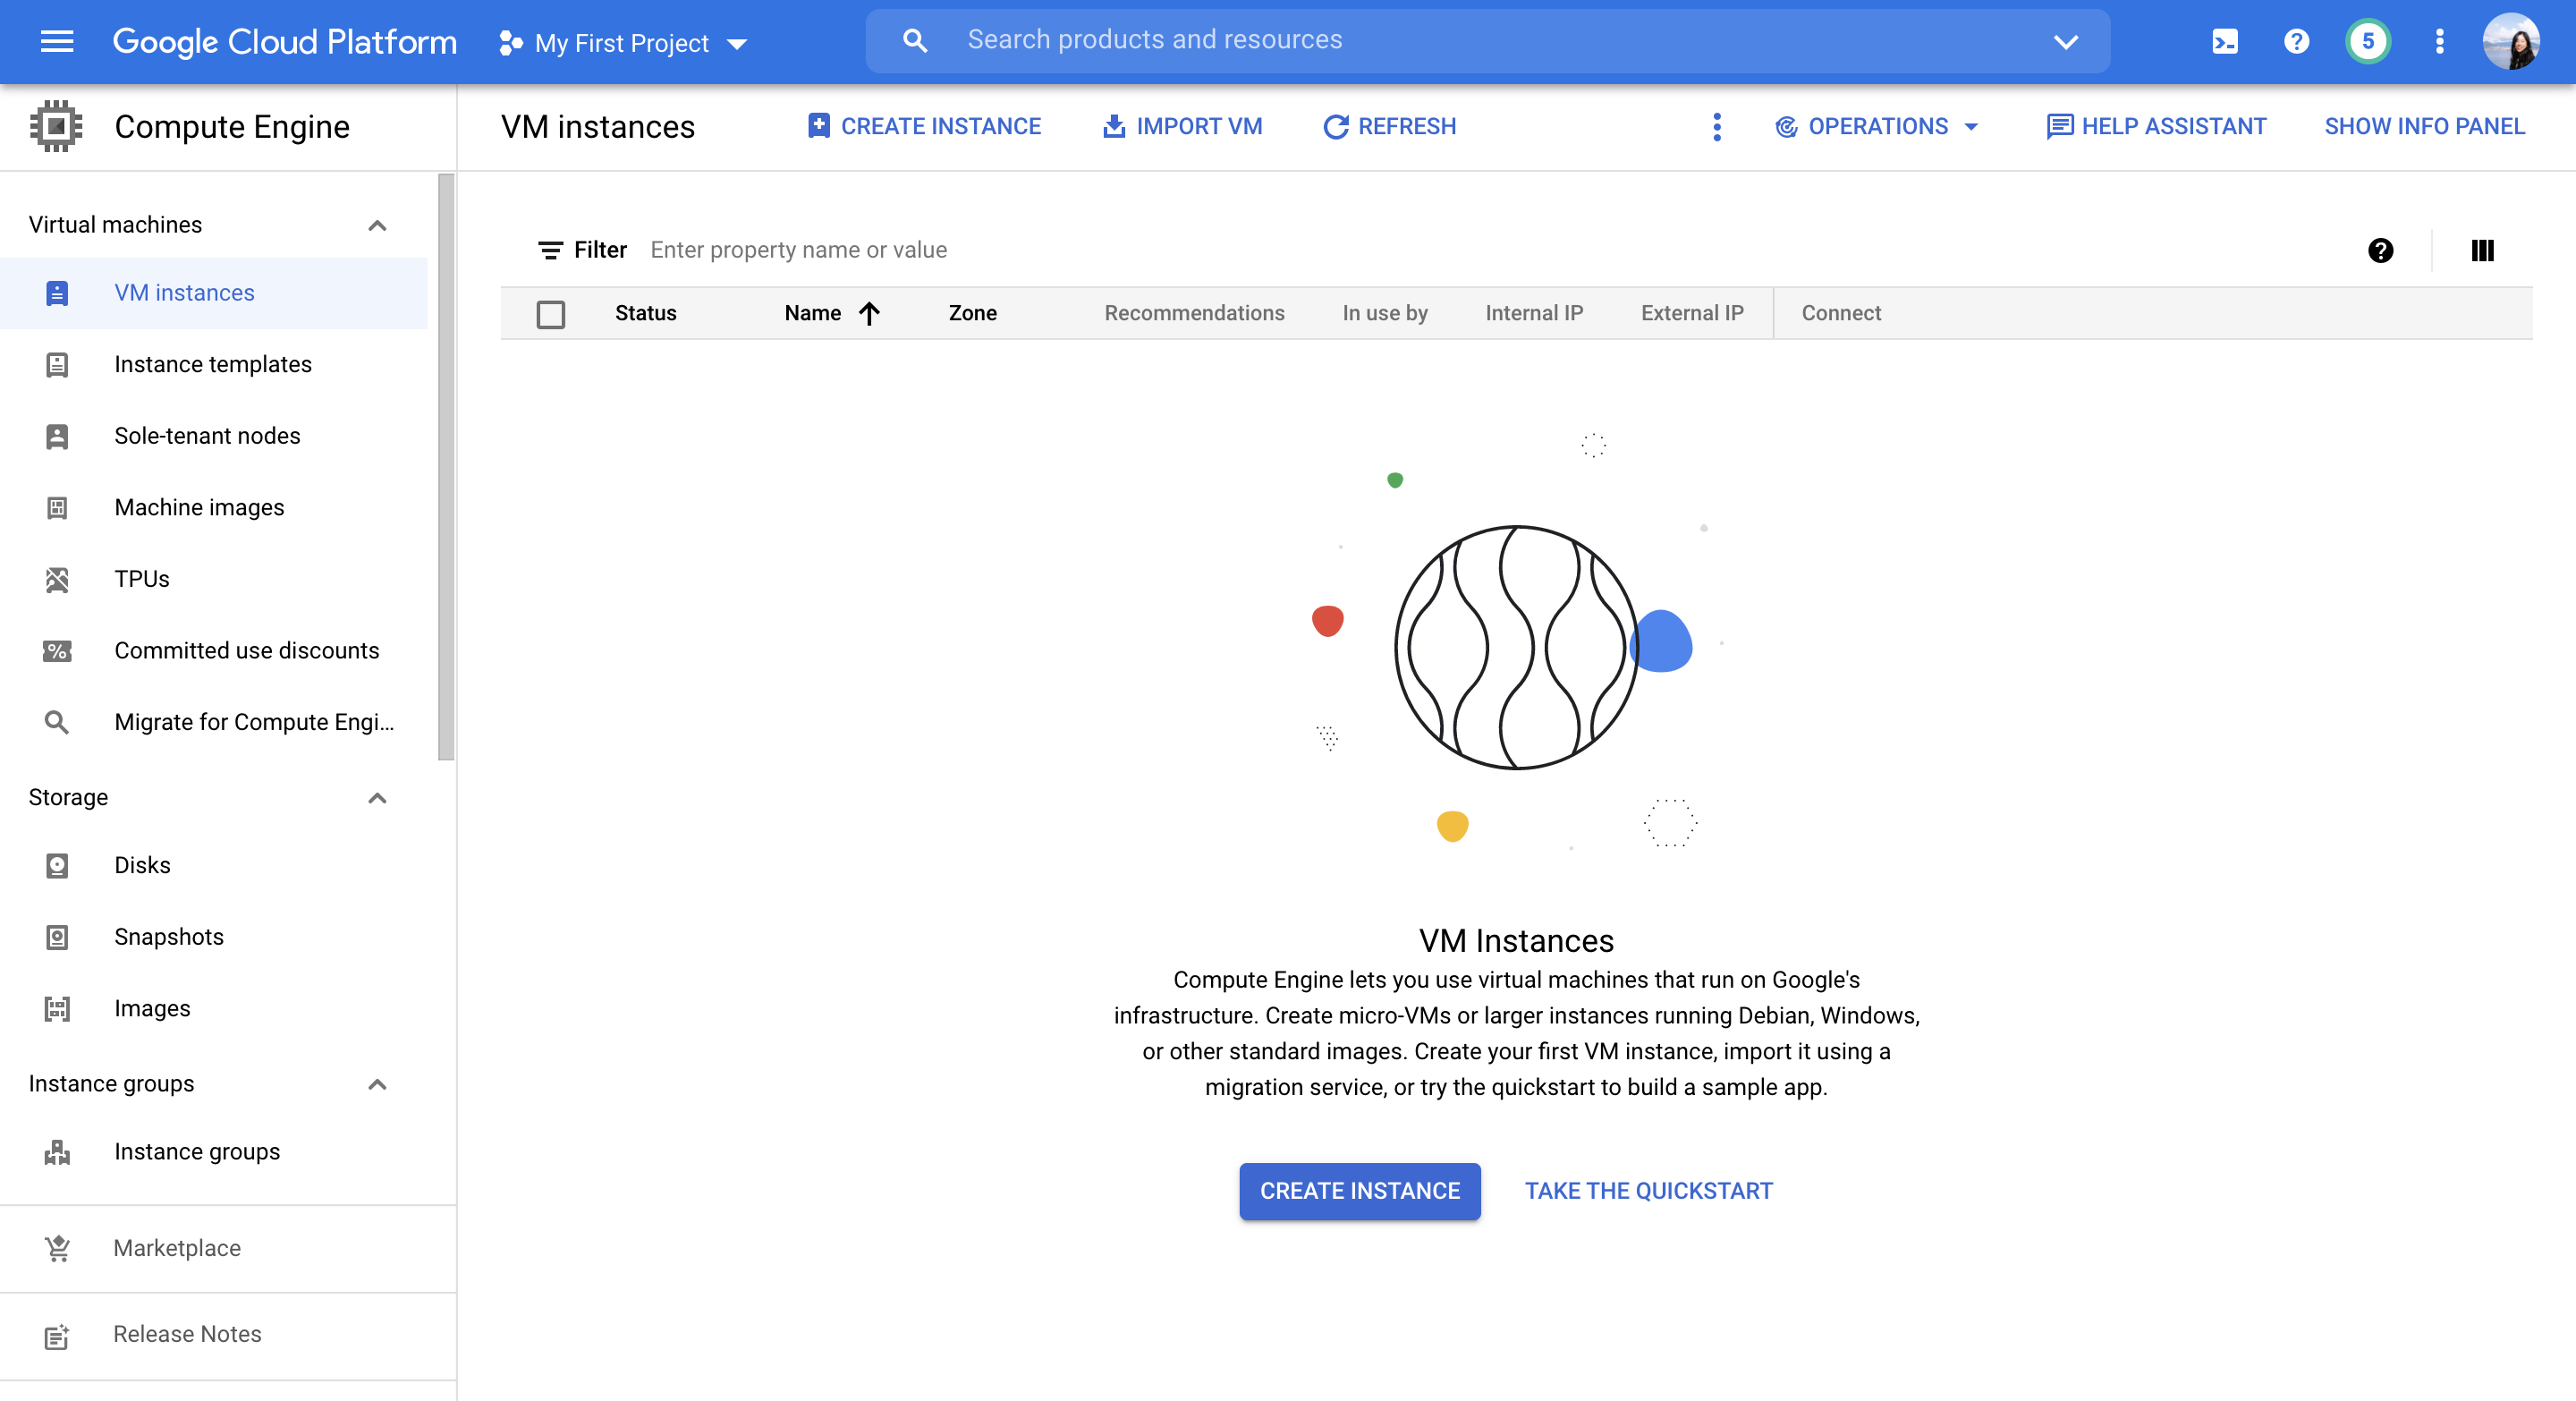 Google Cloud Platform
My First Project
Search products and resources
5
Compute Engine
VM instances
CREATE INSTANCE
IMPORT VM
REFRESH
OPERATIONS
HELP ASSISTANT
SHOW INFO PANEL
Virtual machines
VM instances
Instance templates
Sole-tenant nodes
Machine images
TPUs
Committed use discounts
Migrate for Compute Engi...
Storage
Disks
Snapshots
Images
Instance groups
Instance groups
Marketplace
Release Notes
Filter Enter property name or value
Status Name Zone Recommendations In use by Internal IP External IP Connect
VM Instances
Compute Engine lets you use virtual machines that run on Google's
infrastructure. Create micro-VMs or larger instances running Debian, Windows,
or other standard images. Create your first VM instance, import it using a
migration service, or try the quickstart to build a sample app.
CREATE INSTANCE
TAKE THE QUICKSTART